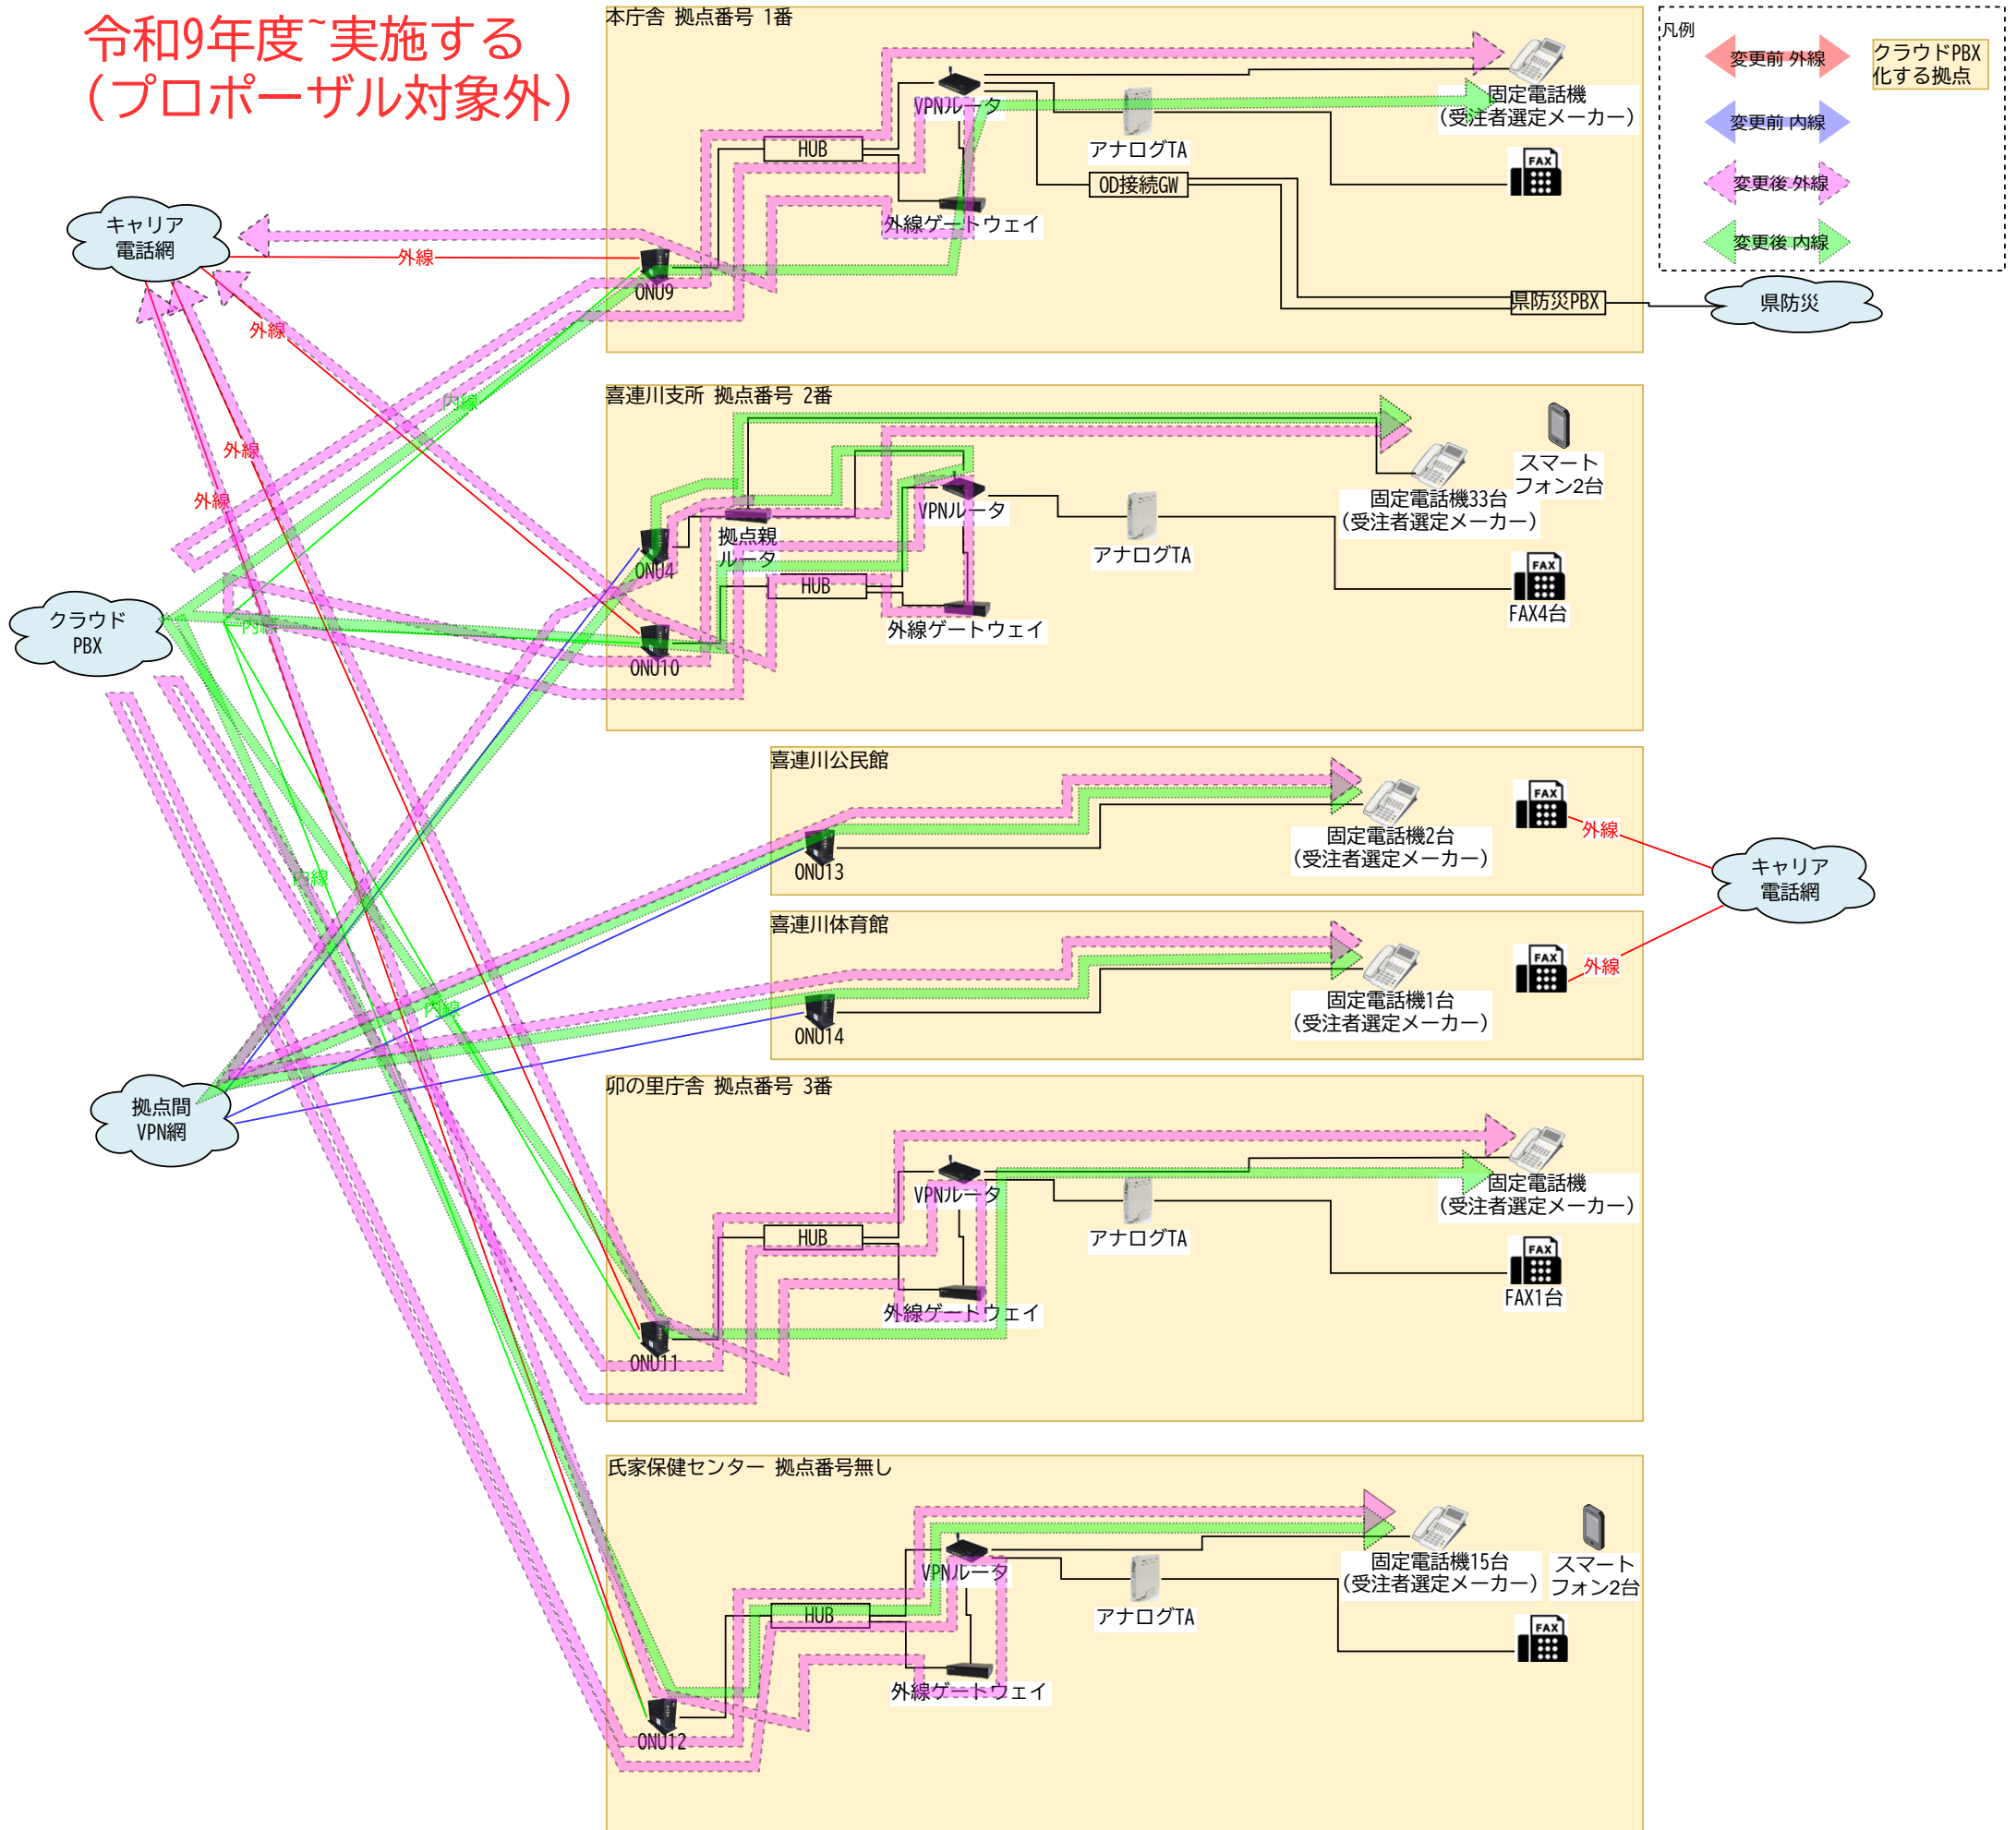 令和9年度~実施する
（プロポーザル対象外）
本庁舎 拠点番号 1番
VPNルータ
HUB
アナログTA
OD接続GW
外線ゲートウェイ
ONU9
固定電話機
（受注者選定メーカー）
FAX
県防災PBX
県防災
凡例
変更前 外線
変更前 内線
変更後 外線
変更後 内線
クラウドPBX
化する拠点
キャリア
電話網
外線
外線
外線
外線
内線
内線
内線
内線
クラウド
PBX
拠点間
VPN網
喜連川支所 拠点番号 2番
ONU4
拠点親
ルータ
VPNルータ
HUB
外線ゲートウェイ
ONU10
アナログTA
固定電話機33台
（受注者選定メーカー）
スマート
フォン2台
FAX
FAX4台
喜連川公民館
ONU13
固定電話機2台
（受注者選定メーカー）
FAX
外線
キャリア
電話網
喜連川体育館
ONU14
固定電話機1台
（受注者選定メーカー）
FAX
外線
卯の里庁舎 拠点番号 3番
VPNルータ
HUB
外線ゲートウェイ
ONU11
アナログTA
固定電話機
（受注者選定メーカー）
FAX
FAX1台
氏家保健センター 拠点番号無し
VPNルータ
HUB
外線ゲートウェイ
ONU12
アナログTA
固定電話機15台
（受注者選定メーカー）
スマート
フォン2台
FAX